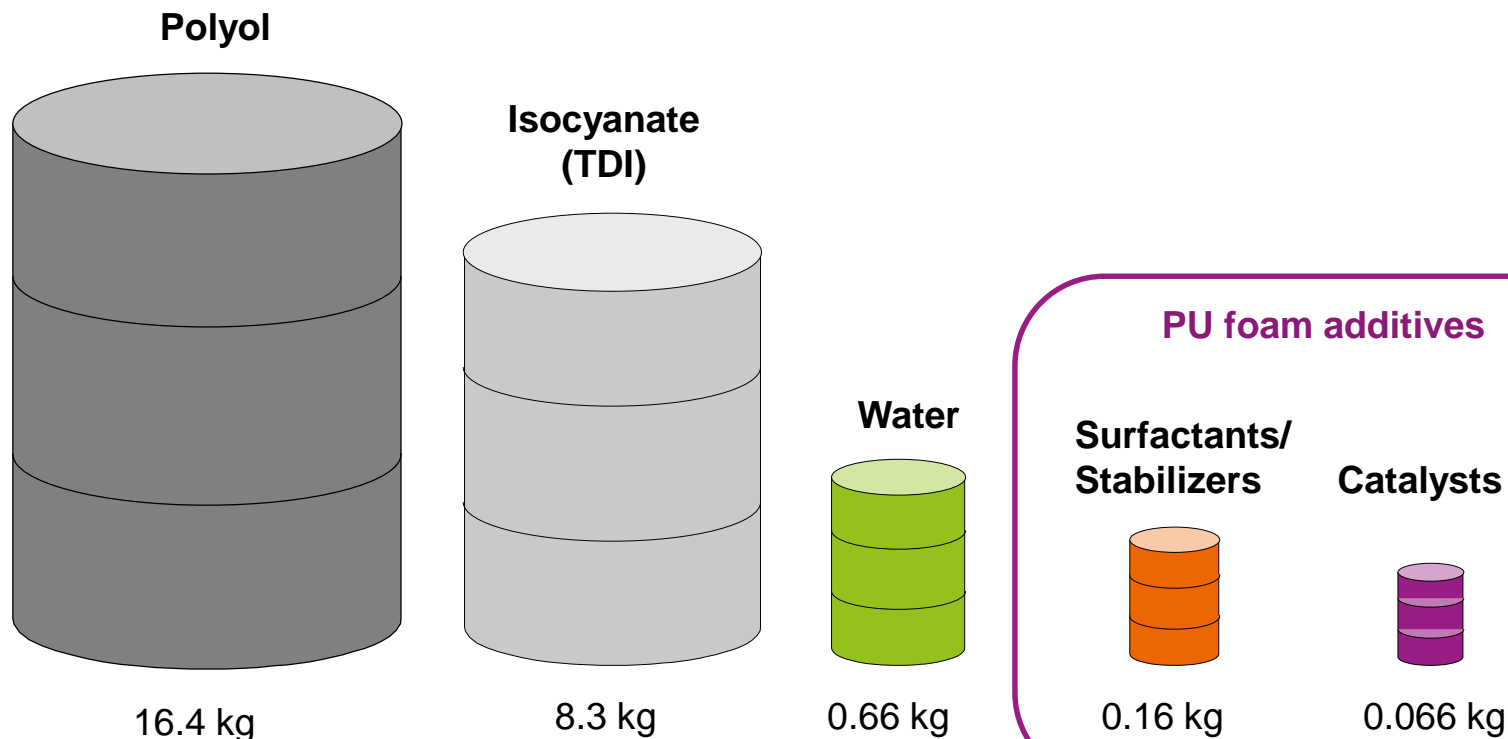 Polyol
Isocyanate
(TDI)
PU foam additives
Water
Surfactants/
Stabilizers
Catalysts
16.4 kg
8.3 kg
0.66 kg
0.16 kg
0.066 kg